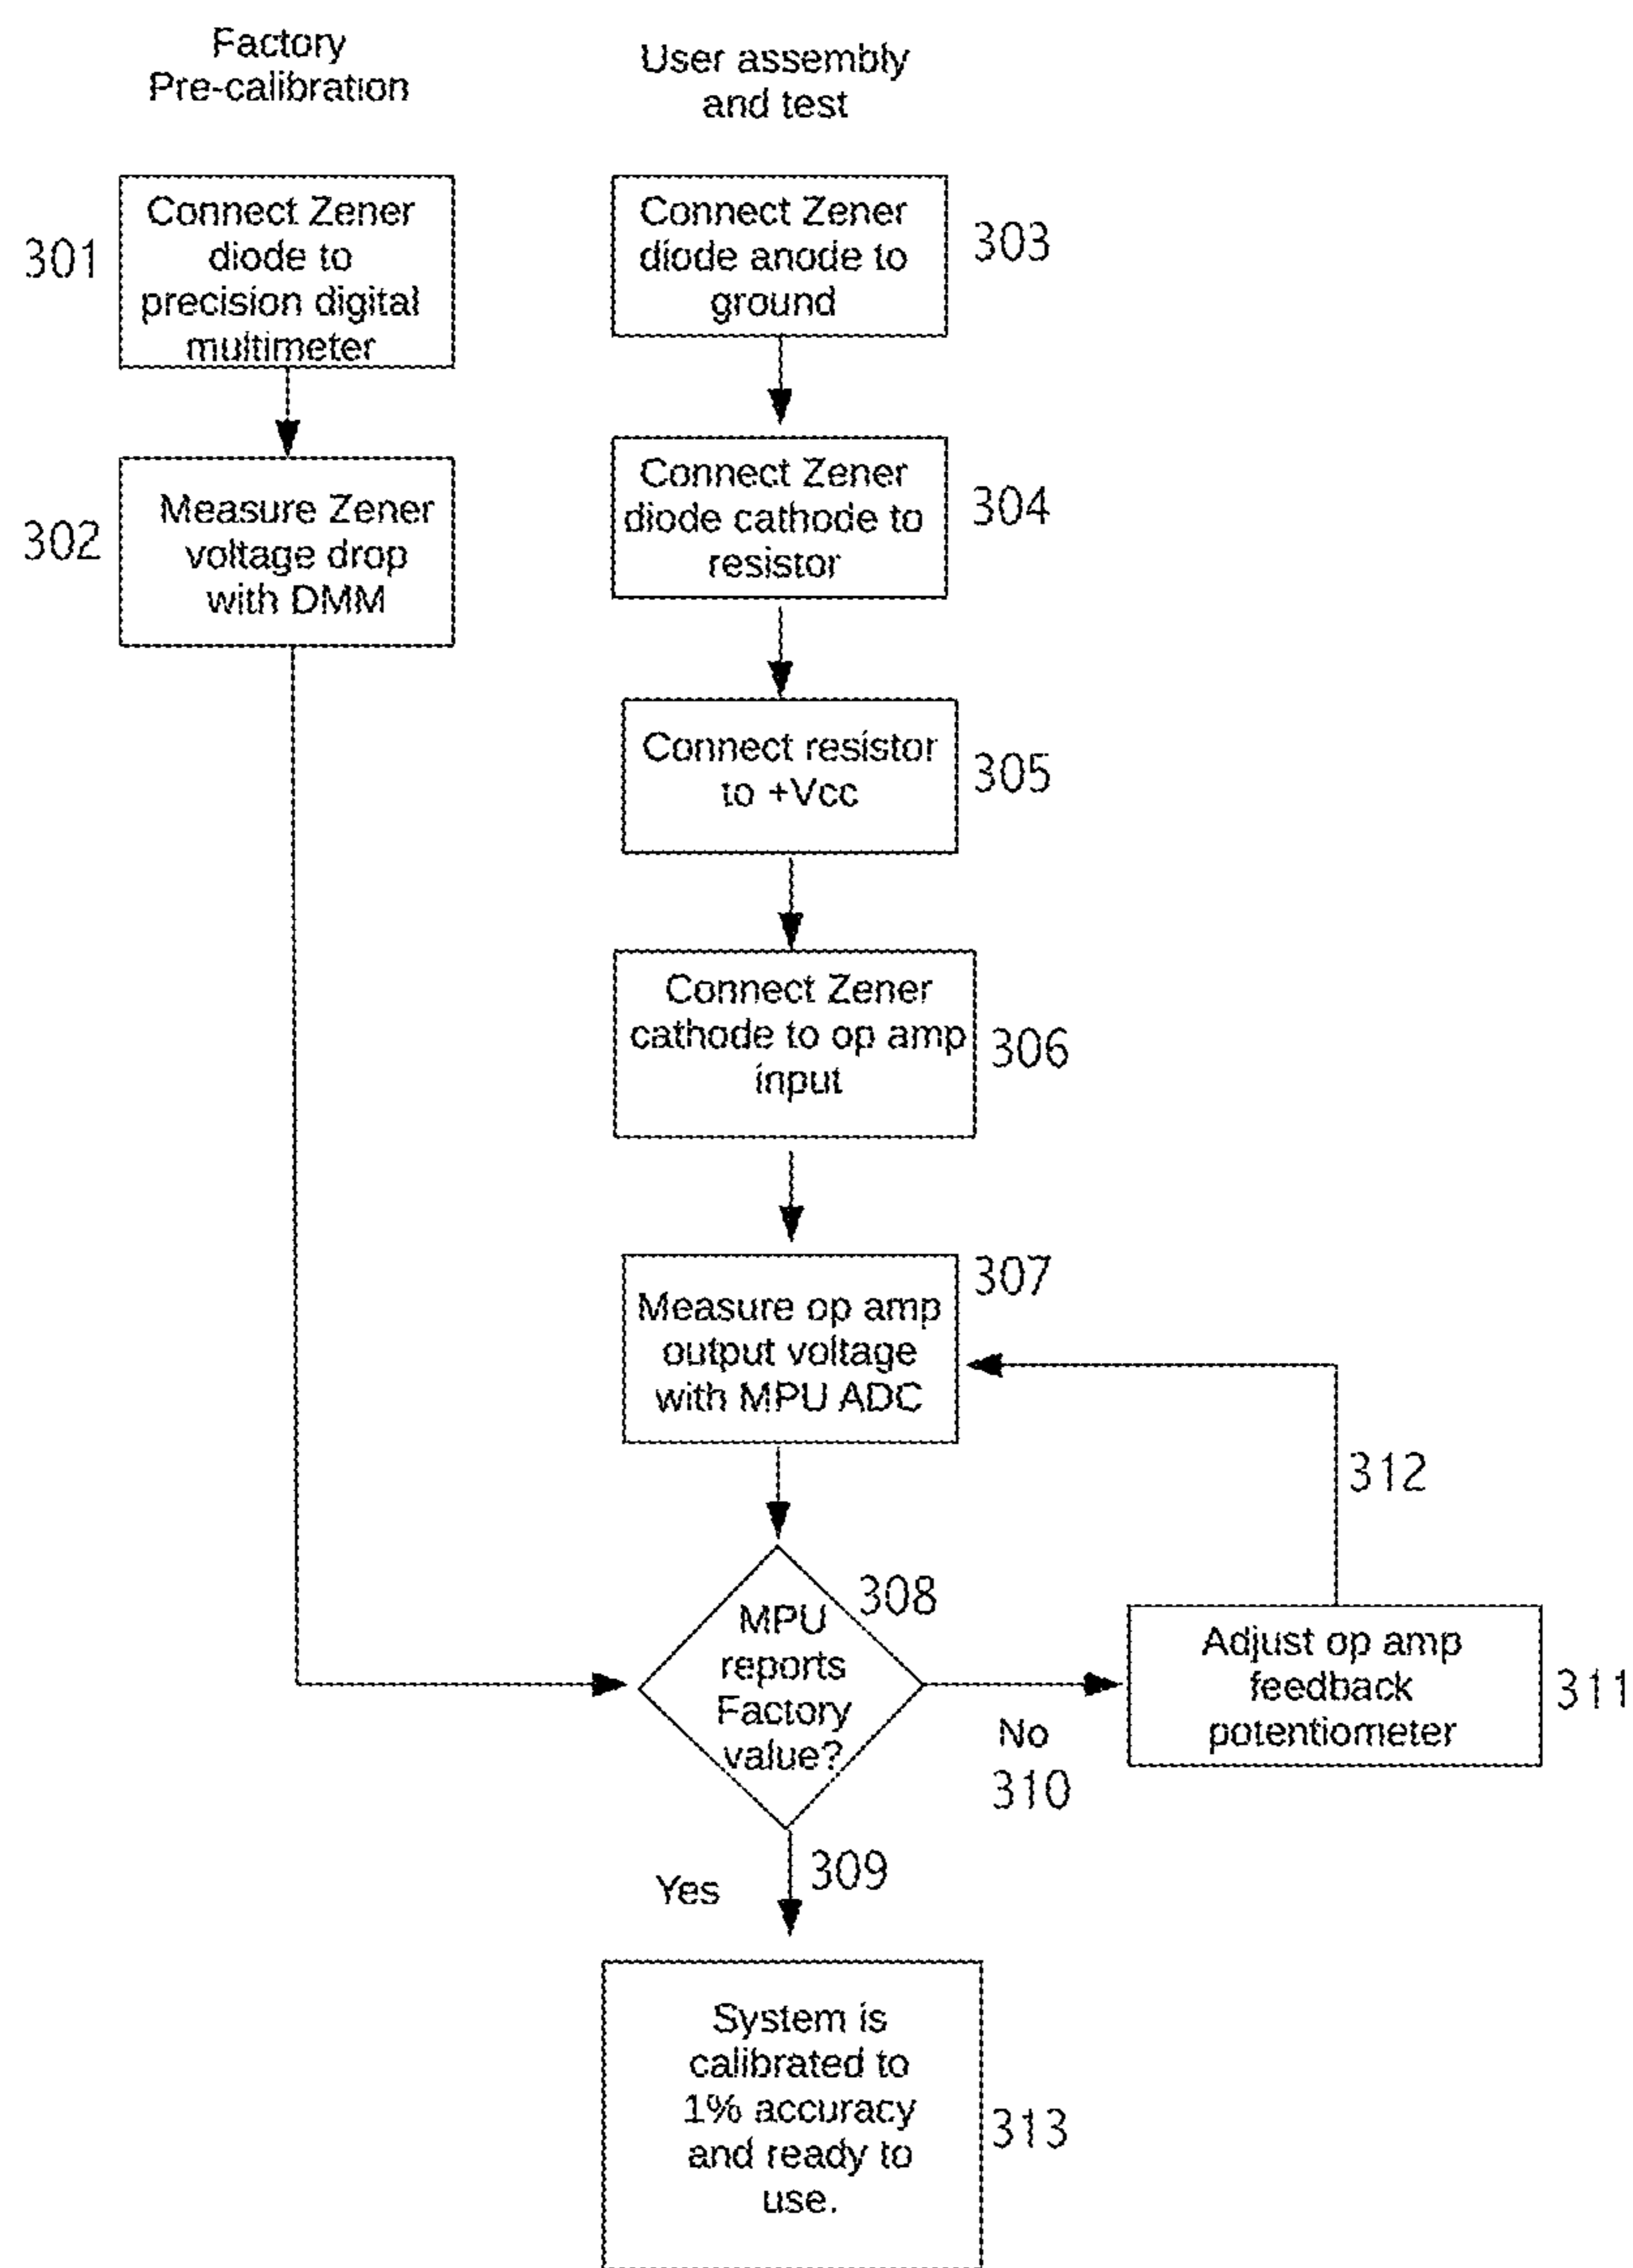 Factory
Pre-calibration
User assembly
and test
301
Connect Zener
diode to
precision digital
multimeter
302
Measure Zener
voltage drop
with DMM
Connect Zener
diode anode to
ground
303
Connect Zener
diode cathode to
resistor
304
Connect resistor
to +Vcc
305
Connect Zener
cathode to op amp
input
306
307
Measure op amp
output voltage
with MPU ADC
312
308
MPU
reports
Factory
value?
No
310
Adjust op amp
feedback
potentiometer
311
Yes
309
System is
calibrated to
1% accuracy
and ready to
use.
313